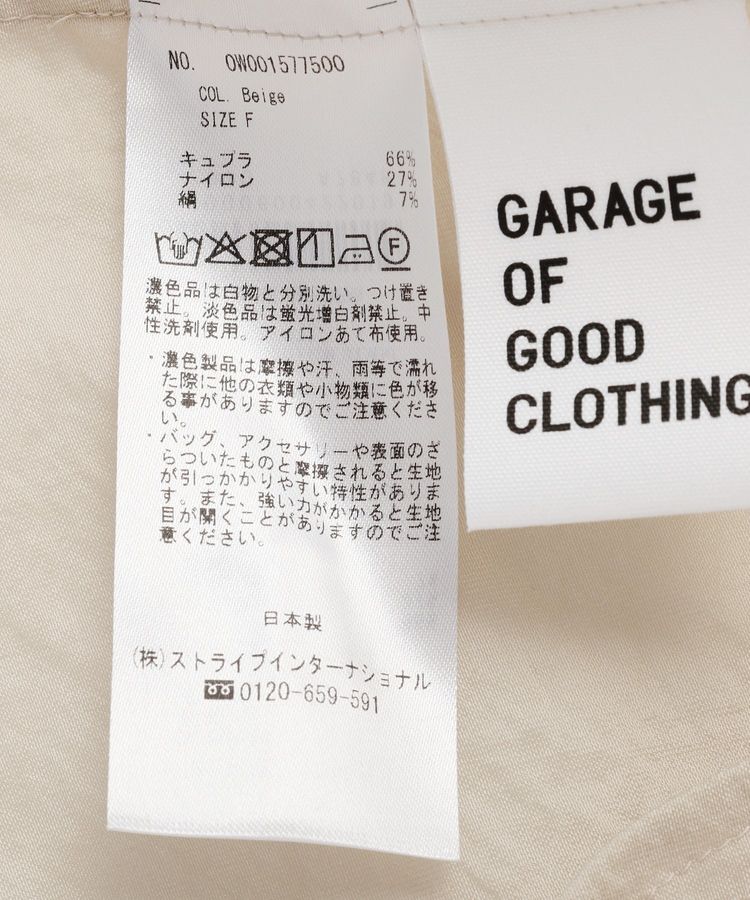 NO. OW001577500
COL. Beige
SIZE F
キュプラ 66%
ナイロン 27%
絹 7%
F
濃色品は白物と分別洗い。つけ置き
禁止。淡色品は蛍光増白剤禁止。中
性洗剤使用。アイロンあて布使用。
・濃色製品は摩擦や汗、雨等で濡れ
た際に他の衣類や小物類に色が移
る事がありますのでご注意くださ
い。
・バッグ、アクセサリーや表面のざ
らついたものと摩擦されると生地
が引っかかりやすい特性がありま
す。また、強い力がかかると生地
目が開くことがありますのでご注
意ください。
日本製
(株)ストライプインターナショナル
0120-659-591
GARAGE
OF
GOOD
CLOTHING